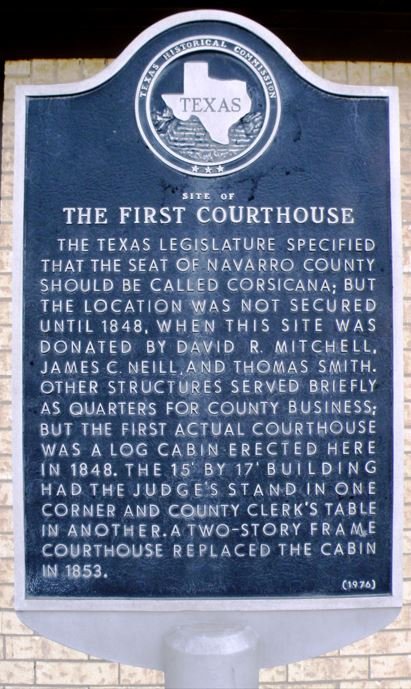 TEXAS HISTORICAL COMMISSION
TEXAS
SITE OF
THE FIRST COURTHOUSE
THE TEXAS LEGISLATURE SPECIFIED
THAT THE SEAT OF NAVARRO COUNTY
SHOULD BE CALLED CORSICANA; BUT
THE LOCATION WAS NOT SECURED
UNTIL 1848, WHEN THIS SITE WAS
DONATED BY DAVID R. MITCHELL,
JAMES C. NEILL, AND THOMAS SMITH.
OTHER STRUCTURES SERVED BRIEFLY
AS QUARTERS FOR COUNTY BUSINESS;
BUT THE FIRST ACTUAL COURTHOUSE
WAS A LOG CABIN ERECTED HERE
IN 1848. THE 15' BY 17' BUILDING
HAD THE JUDGE'S STAND IN ONE
CORNER AND COUNTY CLERK'S TABLE
IN ANOTHER. A TWO-STORY FRAME
COURTHOUSE REPLACED THE CABIN
IN 1853.
(1976)